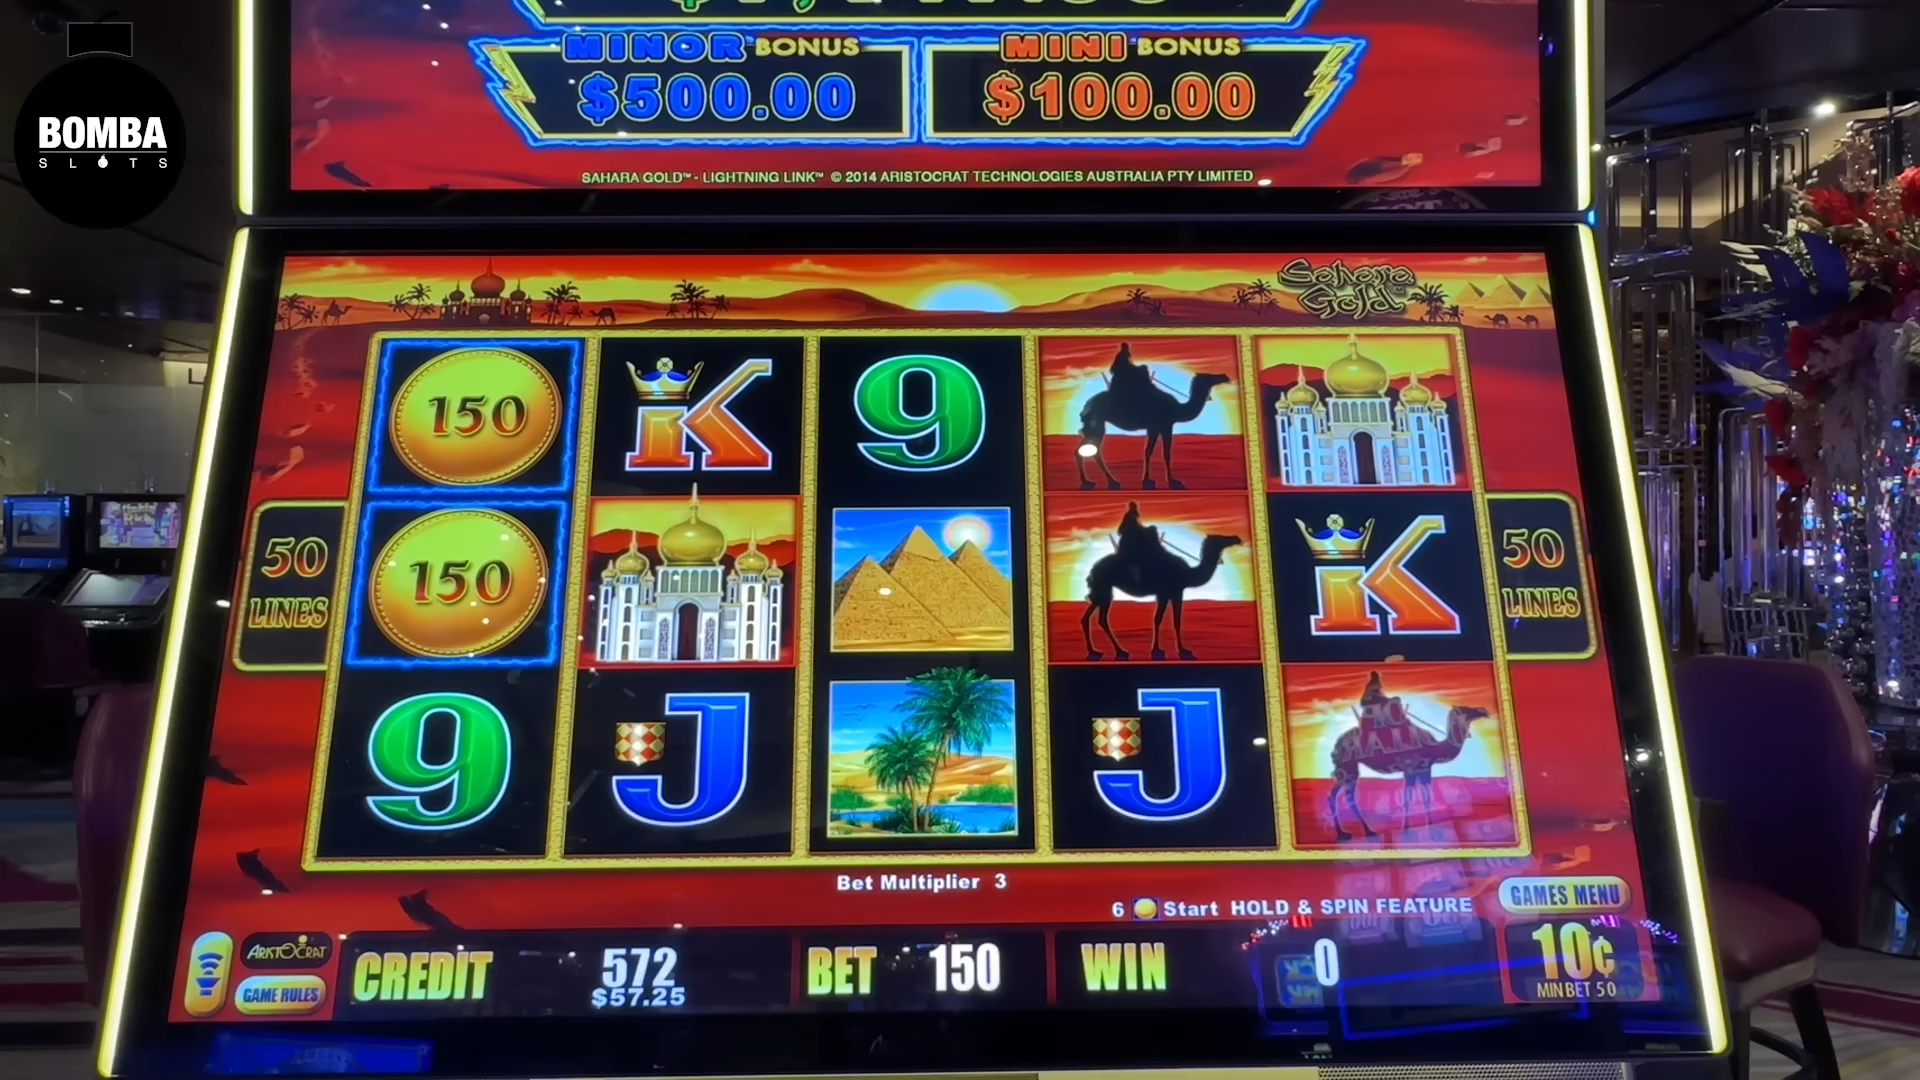 MINOR BONUS
$500.00
MINI BONUS
$100.00
BOMBA
SLOTS
SAHARA GOLD™ - LIGHTNING LINK™ © 2014 ARISTOCRAT TECHNOLOGIES AUSTRALIA PTY LIMITED
Sahara
Gold
150
K
9
150
K
50
LINES
50
LINES
9
J
J
Bet Multiplier 3
6 Start HOLD & SPIN FEATURE
GAMES MENU
ARISTOCRAT
GAME RULES
CREDIT
572
$57.25
BET 150
WIN 0
10¢
MIN BET 50